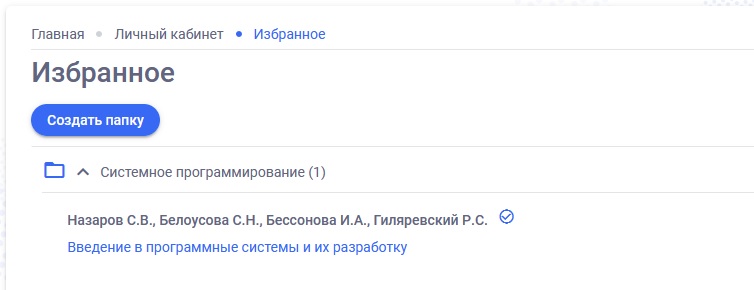 Главная Личный кабинет Избранное
Избранное
Создать папку
Системное программирование (1)
Назаров С.В., Белоусова С.Н., Бессонова И.А., Гиляревский Р.С.
Введение в программные системы и их разработку